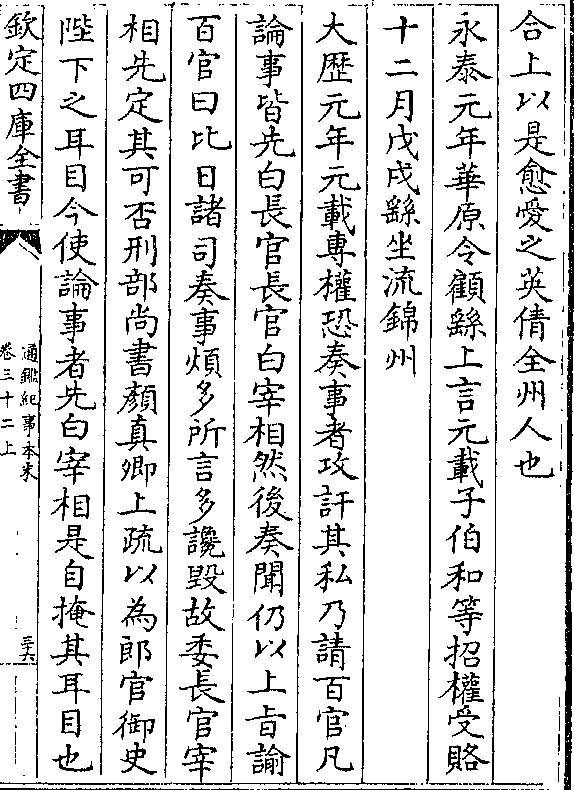 合上以是愈愛之英倩全州人也
永泰元年華原令顧繇上言元載子伯和等招權受賂
十二月戊戌繇坐流錦州
大歴元年元載專權恐奏事者攻訐其私乃請百官凡
論事皆先白長官長官白宰相然後奏聞仍以上旨諭
百官曰比日諸司奏事煩多所言多讒毁故委長官宰
相先定其可否刑部尚書顔真卿上疏以為郎官御史
陛下之耳目今使論事者先白宰相是自掩其耳目也
欽定四庫全書
通鑑紀事本末
卷三十二上
三六